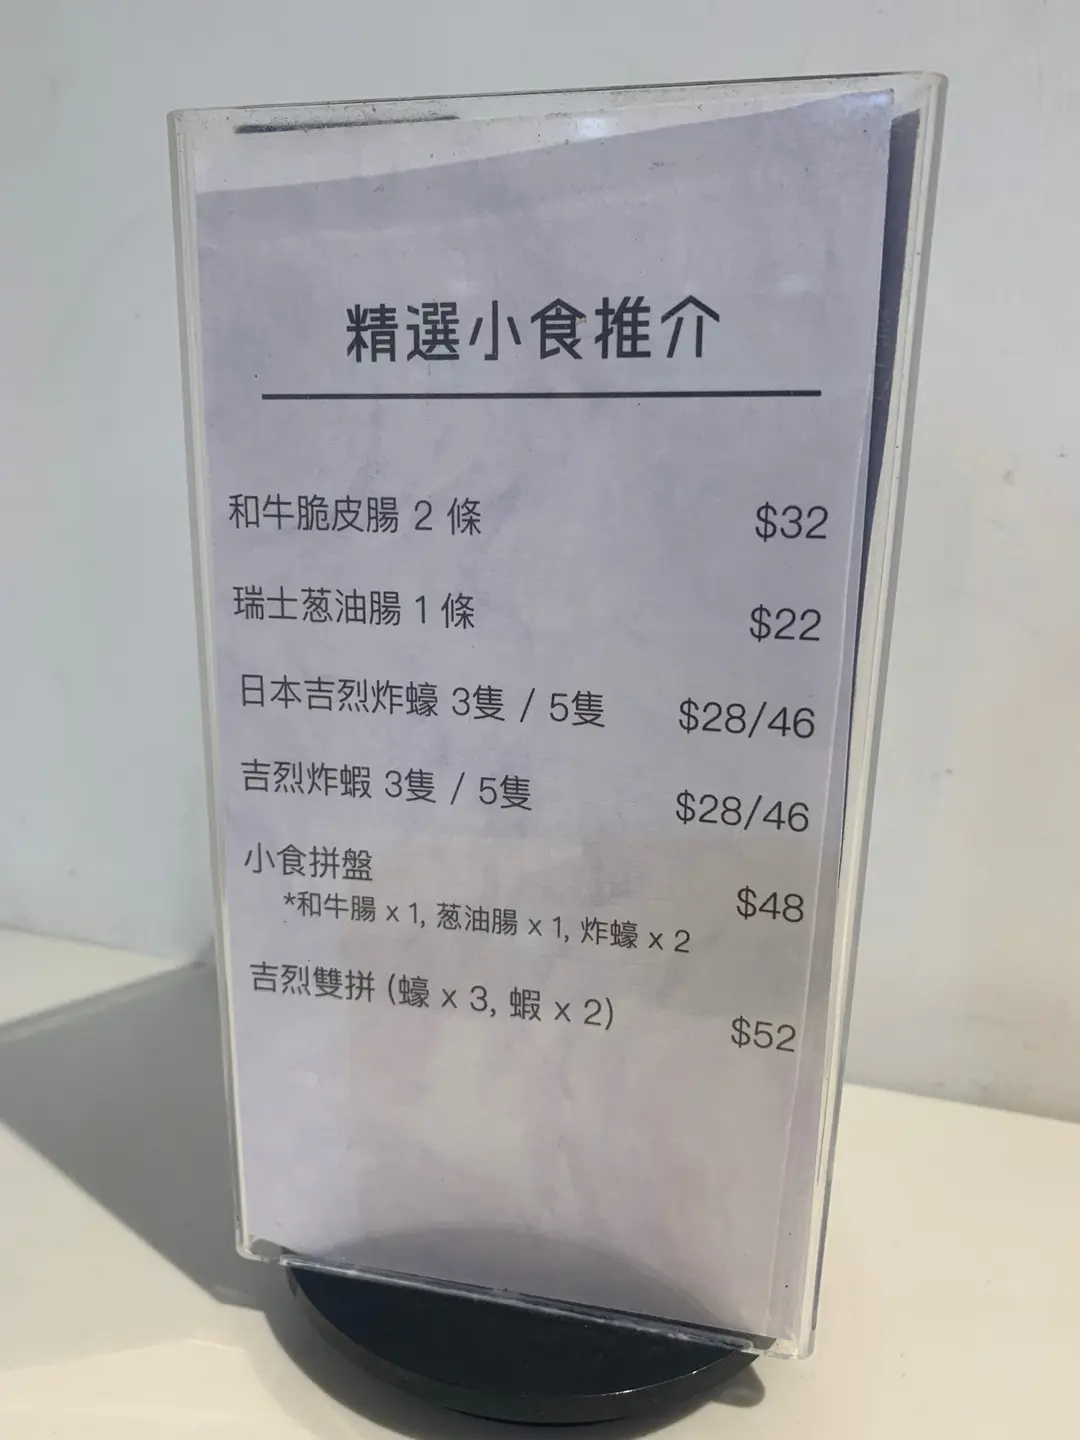 精選小食推介
和牛脆皮腸 2 條 $32
瑞士葱油腸 1 條 $22
日本吉烈炸蠔 3隻 / 5隻 $28/46
吉烈炸蝦 3隻 / 5隻 $28/46
小食拼盤 $48
*和牛腸 x 1, 葱油腸 x 1, 炸蠔 x 2
吉烈雙拼 (蠔 x 3, 蝦 x 2) $52